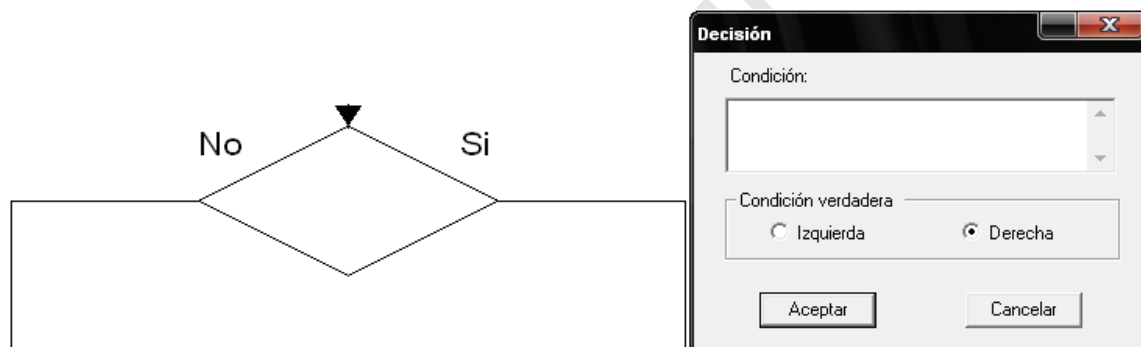 No
Si
Decisión
Condición:
Condición verdadera
Izquierda
Derecha
Aceptar
Cancelar